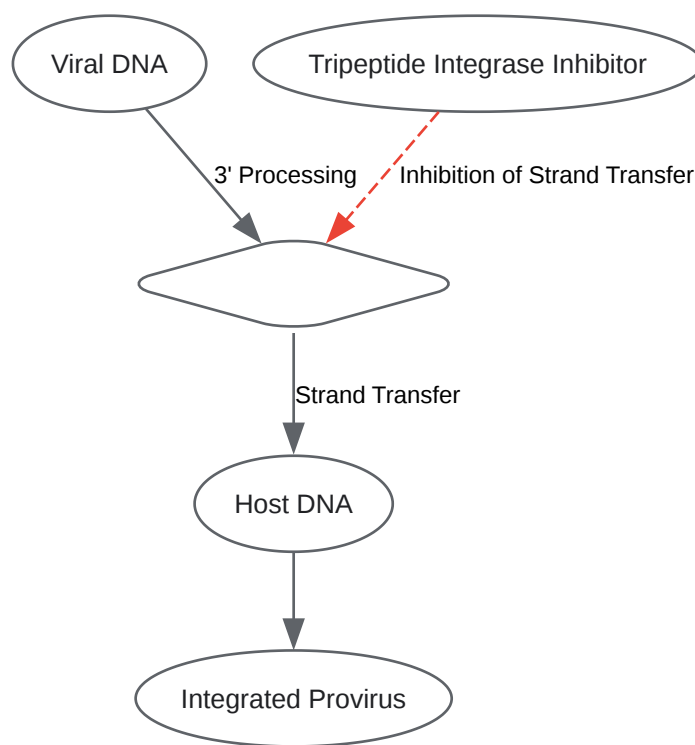 Viral DNA
Tripeptide Integrase Inhibitor
3' Processing
Inhibition of Strand Transfer
Strand Transfer
Host DNA
Integrated Provirus